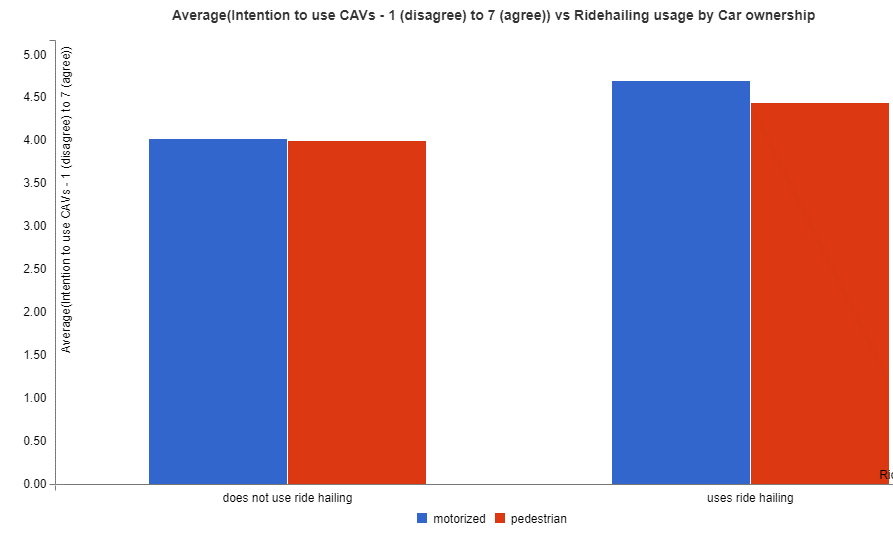 Average(Intention to use CAVs - 1 (disagree) to 7 (agree)) vs Ridehailing usage by Car ownership
Average(Intention to use CAVs - 1 (disagree) to 7 (agree))
5.00
4.50
4.00
3.50
3.00
2.50
2.00
1.50
1.00
0.50
0.00
does not use ride hailing
uses ride hailing
motorized
pedestrian